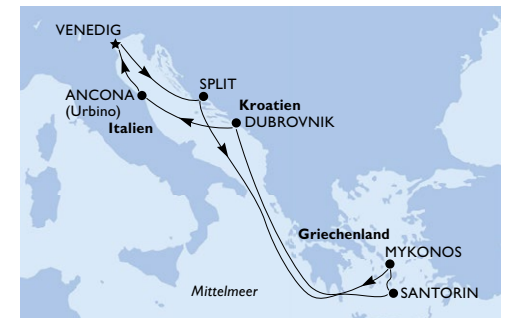 VENEDIG
SPLIT
ANCONA
(Urbino)
Kroatien
DUBROVNIK
Italien
Griechenland
MYKONOS
Mittelmeer
SANTORIN